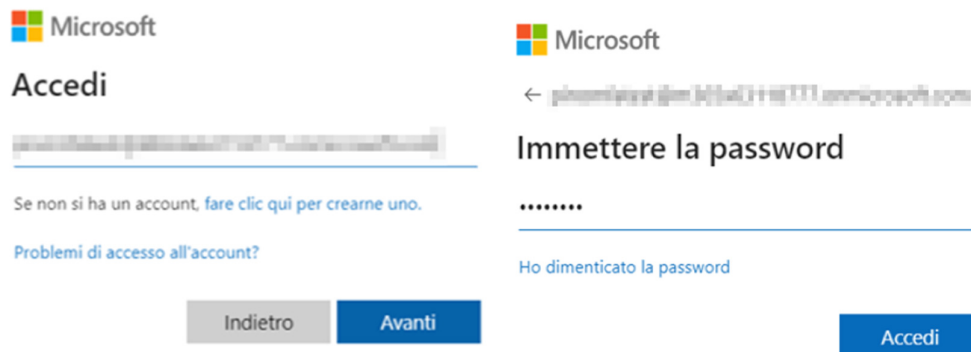 Microsoft
Accedi
Se non si ha un account, fare clic qui per crearne uno.
Problemi di accesso all'account?
Indietro
Avanti
Microsoft
←
Immettere la password
••••••••
Ho dimenticato la password
Accedi